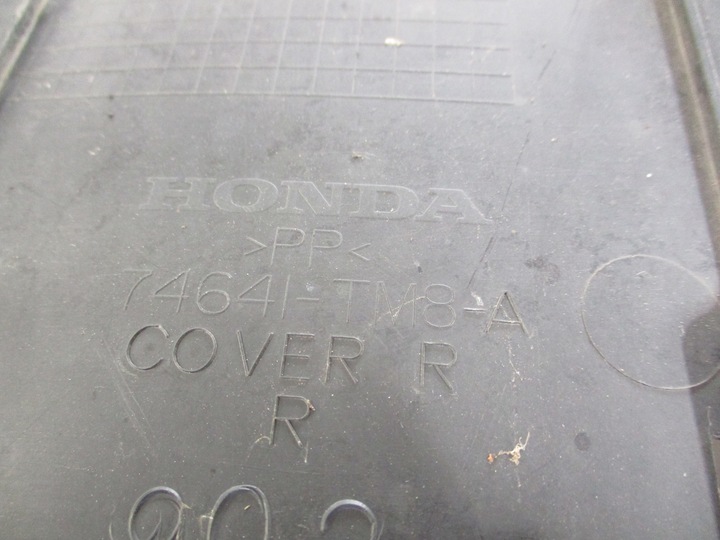 HONDA
>PP<
74641-TM8-A
COVER R
R